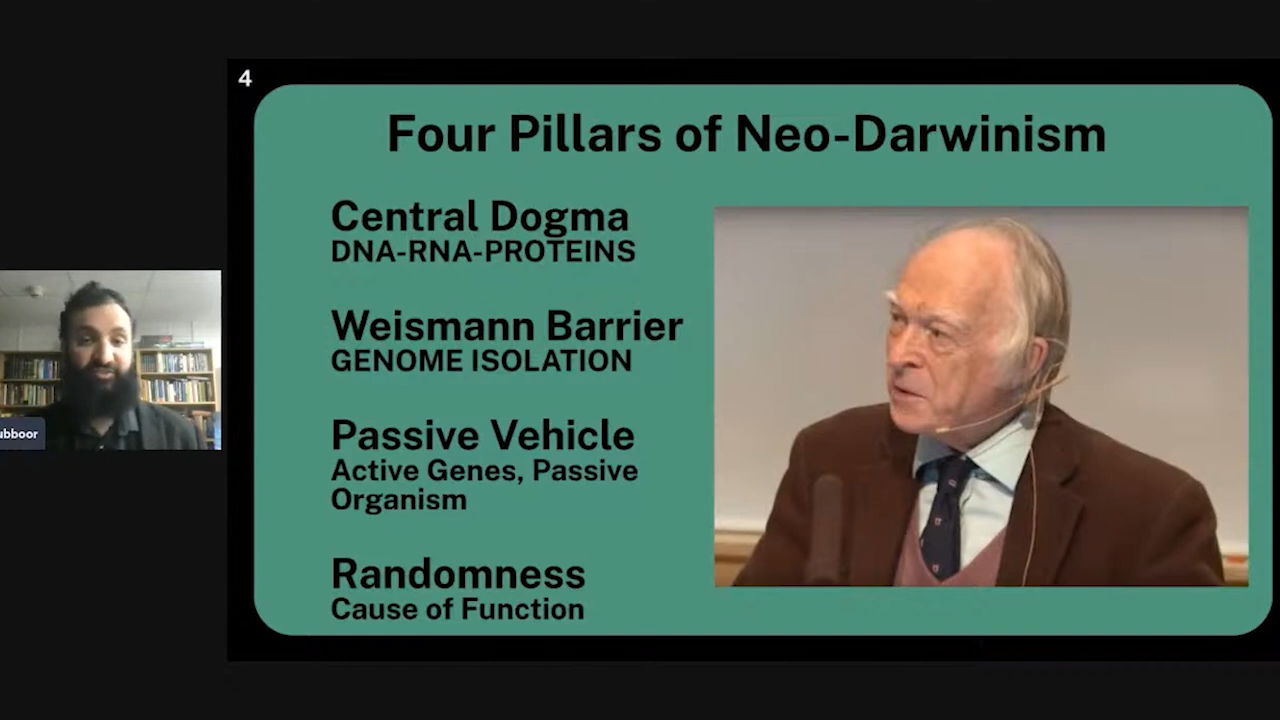 4
Four Pillars of Neo-Darwinism
Central Dogma
DNA-RNA-PROTEINS
Weismann Barrier
GENOME ISOLATION
Passive Vehicle
Active Genes, Passive
Organism
Randomness
Cause of Function
ubboor